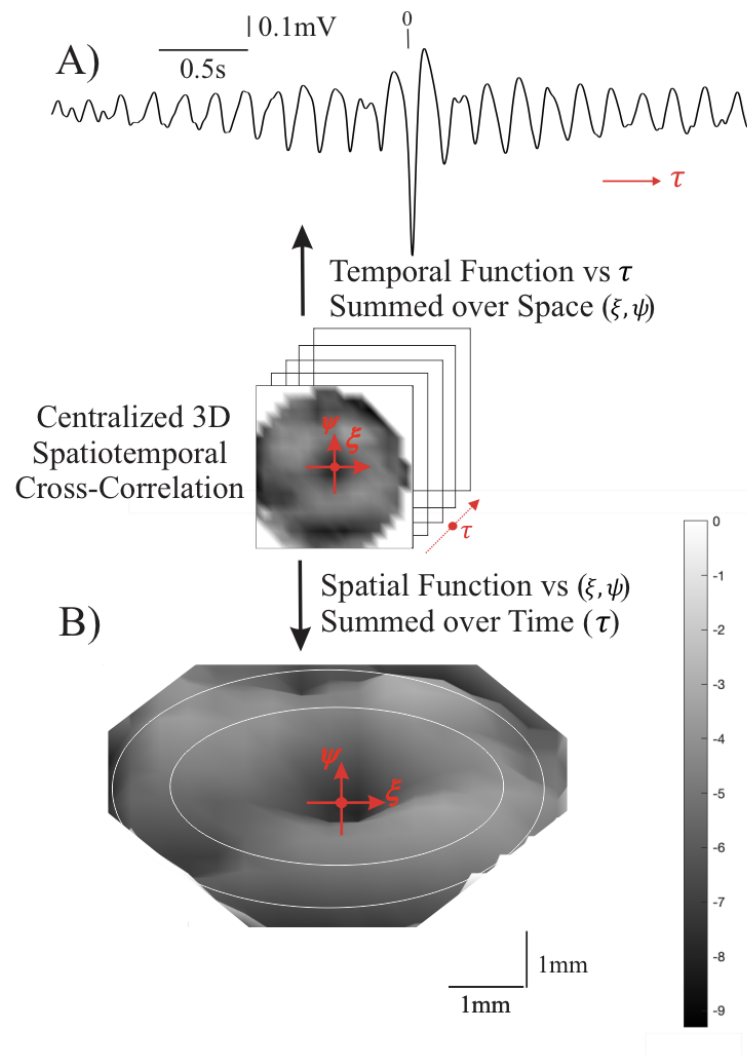 0
0.1mV
A)
0.5s
τ
Temporal Function vs τ
Summed over Space (ξ,ψ)
Centralized 3D
Spatiotemporal
Cross-Correlation
ψ
ξ
τ
Spatial Function vs (ξ,ψ)
Summed over Time (τ)
B)
0
-1
-2
-3
-4
-5
-6
-7
-8
-9
ψ
ξ
1mm
1mm